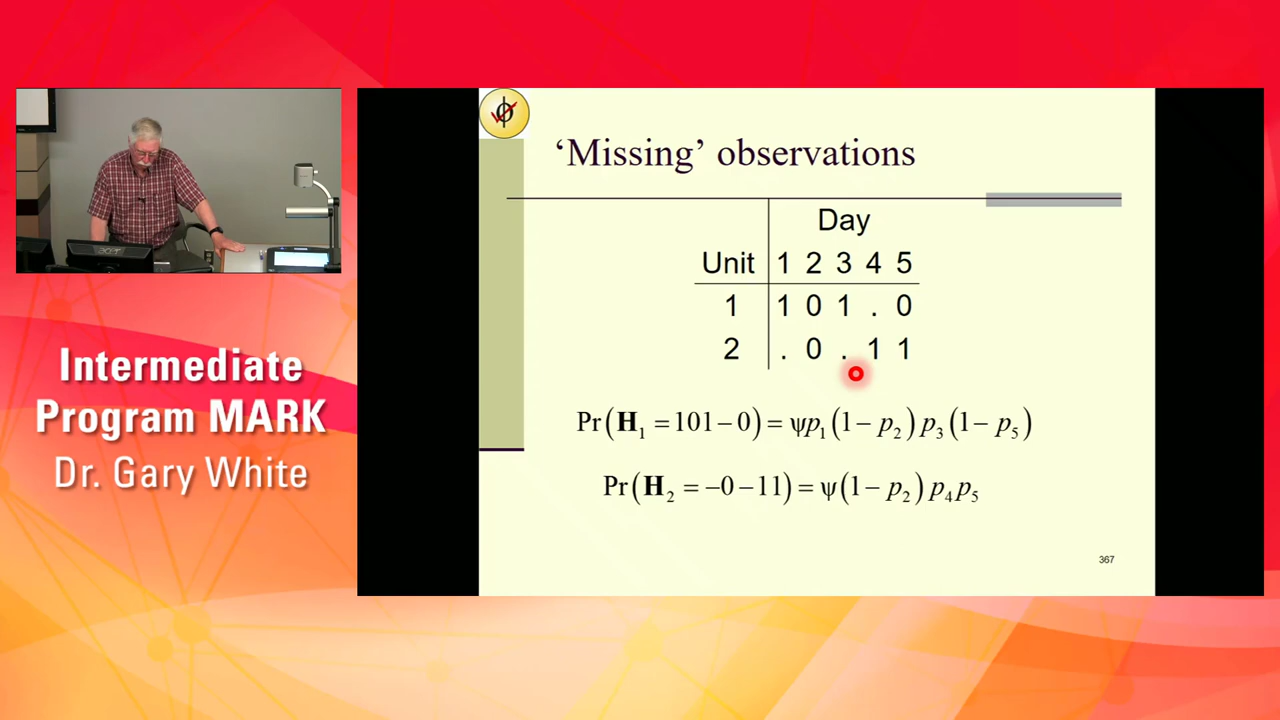 'Missing' observations
Day
Unit 1 2 3 4 5
1 1 0 1 . 0
2 . 0 . 1 1
Pr(H₁ = 101 – 0) = ψp₁(1 – p₂)p₃(1 – p₅)
Pr(H₂ = –0 – 11) = ψ(1 – p₂)p₄p₅
367
Intermediate
Program MARK
Dr. Gary White